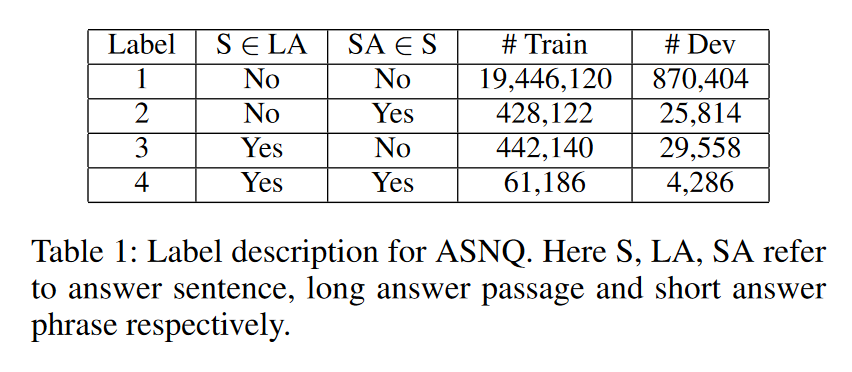 Label S ∈ LA SA ∈ S # Train # Dev
1 No No 19,446,120 870,404
2 No Yes 428,122 25,814
3 Yes No 442,140 29,558
4 Yes Yes 61,186 4,286
Table 1: Label description for ASNQ. Here S, LA, SA refer
to answer sentence, long answer passage and short answer
phrase respectively.